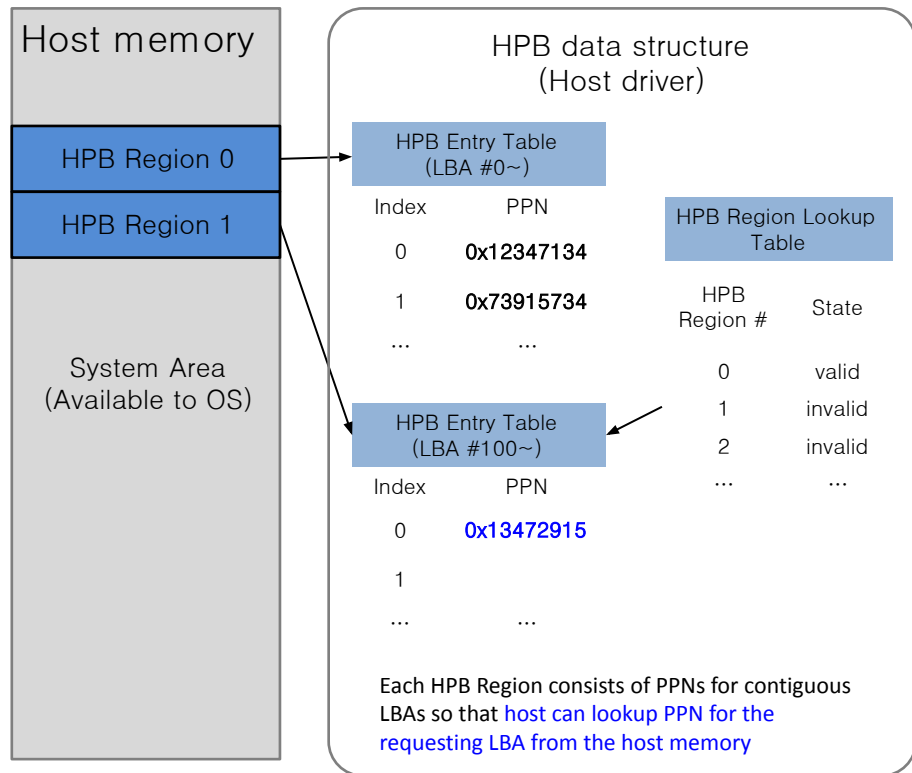 Host memory
HPB Region 0
HPB Region 1
System Area
(Available to OS)
HPB data structure
(Host driver)
HPB Entry Table
(LBA #0~)
Index PPN
0 0x12347134
1 0x73915734
... ...
HPB Entry Table
(LBA #100~)
Index PPN
0 0x13472915
1
... ...
HPB Region Lookup
Table
HPB
Region # State
0 valid
1 invalid
2 invalid
... ...
Each HPB Region consists of PPNs for contiguous
LBAs so that host can lookup PPN for the
requesting LBA from the host memory